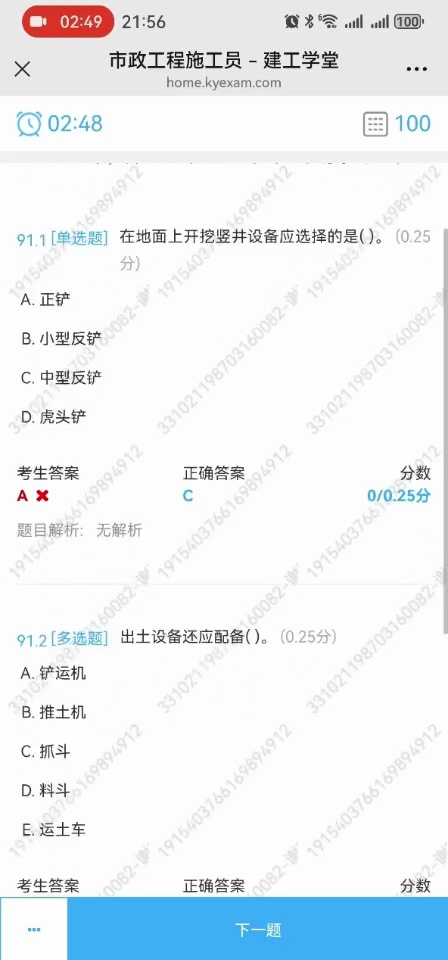 02:49 21:56 100
市政工程施工员 – 建工学堂
home.kyexam.com
02:48 100
91.1 [单选题] 在地面上开挖竖井设备应选择的是( )。 (0.25
分)
A. 正铲
B. 小型反铲
C. 中型反铲
D. 虎头铲
考生答案 正确答案 分数
A C 0/0.25分
题目解析: 无解析
91.2 [多选题] 出土设备还应配备( )。 (0.25分)
A. 铲运机
B. 推土机
C. 抓斗
D. 料斗
E. 运土车
考生答案 正确答案 分数
下一题